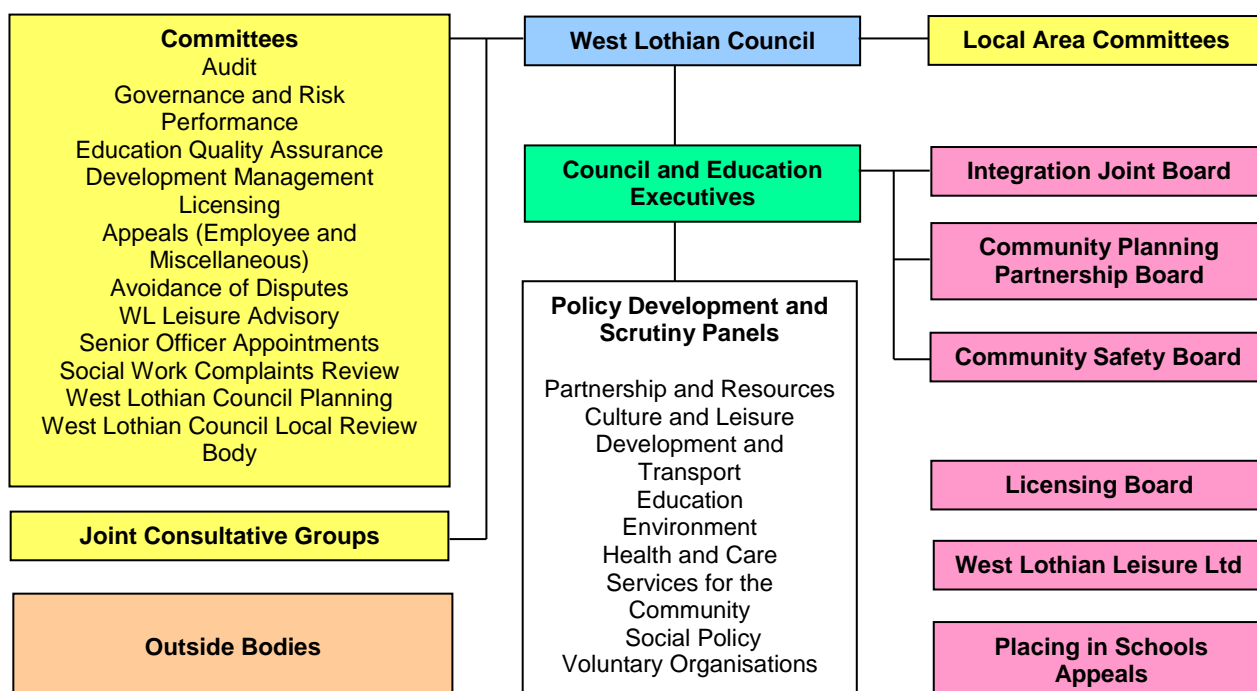 Committees
Audit
Governance and Risk
Performance
Education Quality Assurance
Development Management
Licensing
Appeals (Employee and
Miscellaneous)
Avoidance of Disputes
WL Leisure Advisory
Senior Officer Appointments
Social Work Complaints Review
West Lothian Council Planning
West Lothian Council Local Review
Body
Joint Consultative Groups
Outside Bodies
West Lothian Council
Council and Education
Executives
Policy Development and
Scrutiny Panels
Partnership and Resources
Culture and Leisure
Development and
Transport
Education
Environment
Health and Care
Services for the
Community
Social Policy
Voluntary Organisations
Local Area Committees
Integration Joint Board
Community Planning
Partnership Board
Community Safety Board
Licensing Board
West Lothian Leisure Ltd
Placing in Schools
Appeals